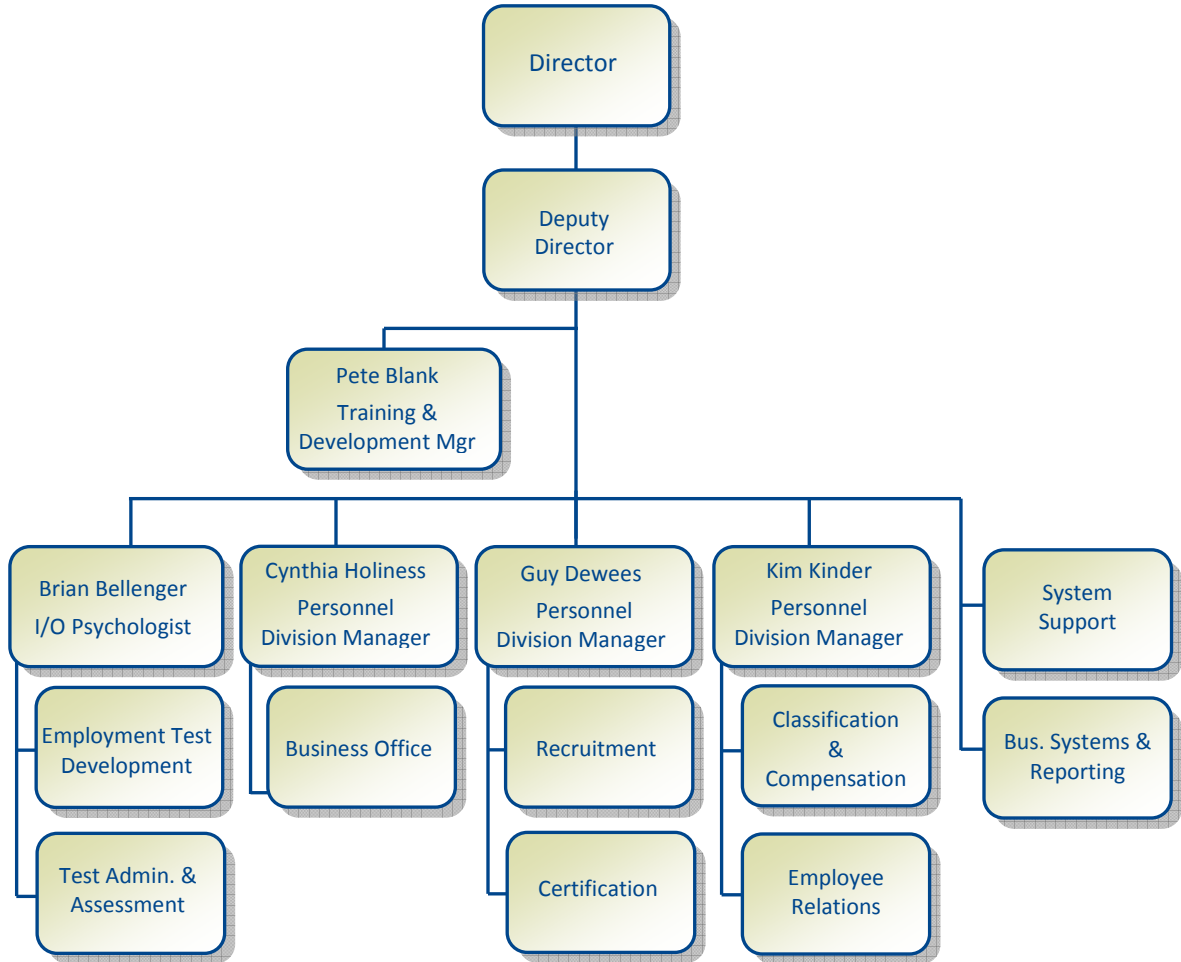 Director
Deputy
Director
Pete Blank
Training &
Development Mgr
Brian Bellenger
I/O Psychologist
Cynthia Holiness
Personnel
Division Manager
Guy Dewees
Personnel
Division Manager
Kim Kinder
Personnel
Division Manager
System
Support
Employment Test
Development
Business Office
Recruitment
Classification
&
Compensation
Bus. Systems &
Reporting
Test Admin. &
Assessment
Certification
Employee
Relations